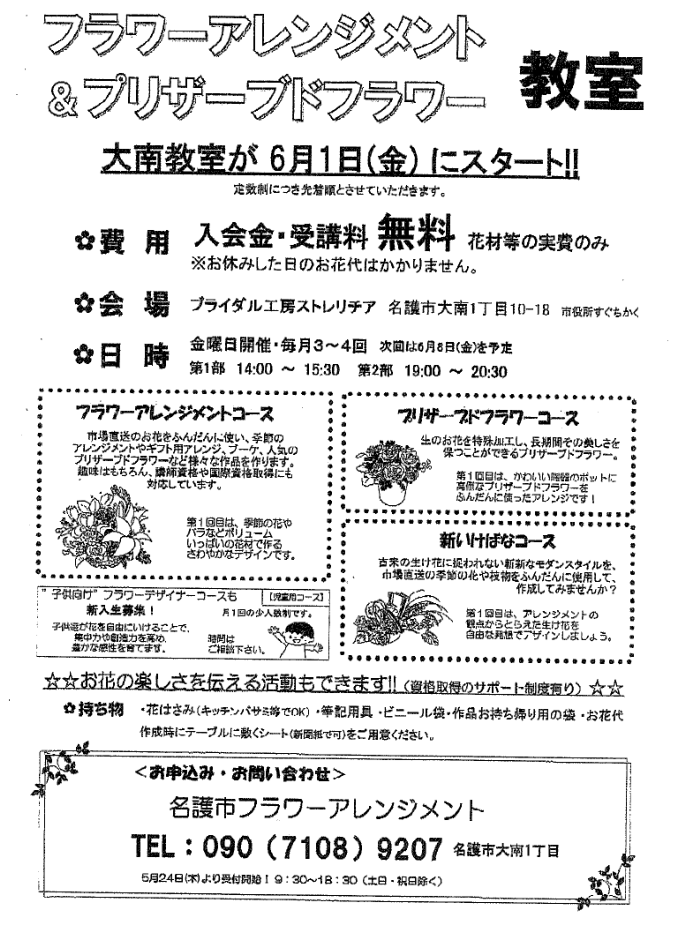 フラワーアレンジメント
&プリザーブドフラワー 教室
大南教室が 6月1日(金) にスタート!!
定数制につき先着順とさせていただきます。
✿費 用 入会金・受講料 無料 花材等の実費のみ
※お休みした日のお花代はかかりません。
✿会 場 ブライダル工房ストレリチア 名護市大南1丁目10-18 市役所すぐちかく
✿日 時 金曜日開催・毎月3〜4回 次回は6月8日(金)を予定
第1部 14:00 〜 15:30 第2部 19:00 〜 20:30
フラワーアレンジメントコース
市場直送のお花をふんだんに使い、季節の
アレンジメントやギフト用アレンジ、ブーケ、人気の
プリザーブドフラワーなど様々な作品を作ります。
趣味はもちろん、講師資格や国際資格取得にも
対応しています。
第1回目は、季節の花や
バラなどボリューム
いっぱいの花材で作る
さわやかなデザインです。
プリザーブドフラワーコース
生のお花を特殊加工し、長期間その美しさを
保つことができるプリザーブドフラワー。
第1回目は、かわいい陶器のポットに
高価なプリザーブドフラワーを
ふんだんに使ったアレンジです!
新いけばなコース
古来の生け花に捉われない斬新なモダンスタイルを、
市場直送の季節の花や枝物をふんだんに使用して、
作成してみませんか?
第1回目は、アレンジメントの
観点からとらえた生け花を
自由な発想でデザインしましょう。
"子供向け"フラワーデザイナーコースも 【児童用コース】
新入生募集! 月1回の少人数制です。
子供達が花を自由にいけることで、
集中力や創造力を高め、
豊かな感性を育てます。
時間は
ご相談下さい。
☆☆お花の楽しさを伝える活動もできます!!(資格取得のサポート制度有り)☆☆
✿持ち物 ・花はさみ(キッチンバサミ等でOK)・筆記用具・ビニール袋・作品お持ち帰り用の袋・お花代
作成時にテーブルに敷くシート(新聞紙で可)をご用意ください。
<お申込み・お問い合わせ>
名護市フラワーアレンジメント
TEL:090(7108)9207 名護市大南1丁目
5月24日(木)より受付開始! 9:30〜18:30(土日・祝日除く)